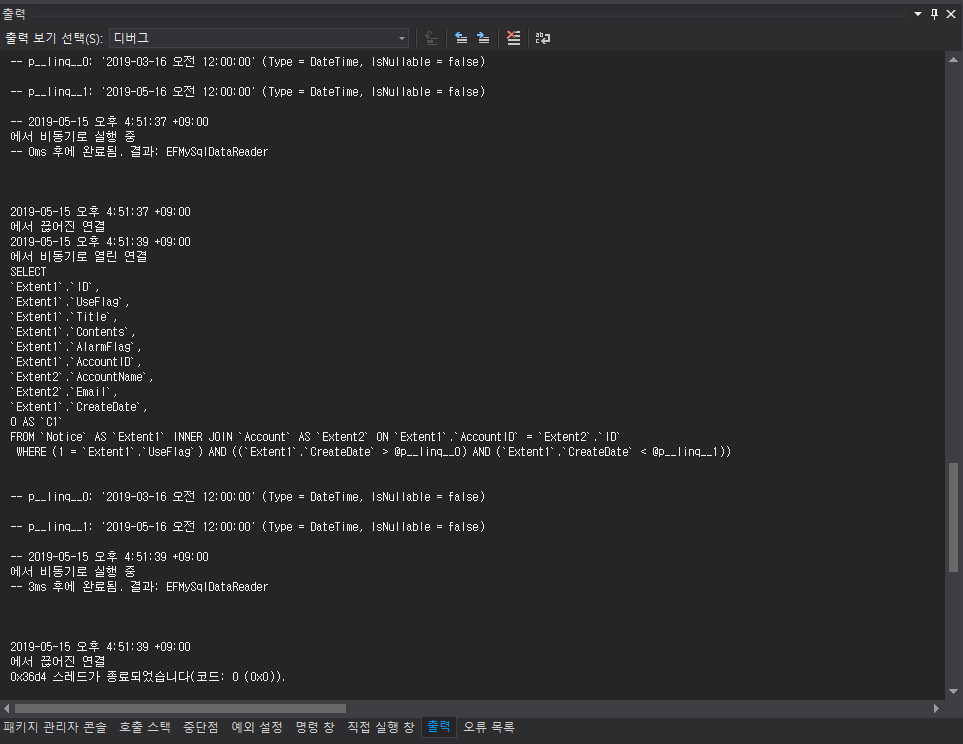 출력
출력 보기 선택(S): 디버그
-- p__linq__0: '2019-03-16 오전 12:00:00' (Type = DateTime, IsNullable = false)
-- p__linq__1: '2019-05-16 오전 12:00:00' (Type = DateTime, IsNullable = false)
-- 2019-05-15 오후 4:51:37 +09:00
에서 비동기로 실행 중
-- 0ms 후에 완료됨. 결과: EFMySqlDataReader
2019-05-15 오후 4:51:37 +09:00
에서 끊어진 연결
2019-05-15 오후 4:51:39 +09:00
에서 비동기로 열린 연결
SELECT
`Extent1`.`ID`,
`Extent1`.`UseFlag`,
`Extent1`.`Title`,
`Extent1`.`Contents`,
`Extent1`.`AlarmFlag`,
`Extent1`.`AccountID`,
`Extent2`.`AccountName`,
`Extent2`.`Email`,
`Extent1`.`CreateDate`,
0 AS `C1`
FROM `Notice` AS `Extent1` INNER JOIN `Account` AS `Extent2` ON `Extent1`.`AccountID` = `Extent2`.`ID`
WHERE (1 = `Extent1`.`UseFlag`) AND ((`Extent1`.`CreateDate` > @p__linq__0) AND (`Extent1`.`CreateDate` < @p__linq__1))
-- p__linq__0: '2019-03-16 오전 12:00:00' (Type = DateTime, IsNullable = false)
-- p__linq__1: '2019-05-16 오전 12:00:00' (Type = DateTime, IsNullable = false)
-- 2019-05-15 오후 4:51:39 +09:00
에서 비동기로 실행 중
-- 3ms 후에 완료됨. 결과: EFMySqlDataReader
2019-05-15 오후 4:51:39 +09:00
에서 끊어진 연결
0x36d4 스레드가 종료되었습니다(코드: 0 (0x0)).
패키지 관리자 콘솔 호출 스택 중단점 예외 설정 명령 창 직접 실행 창 출력 오류 목록